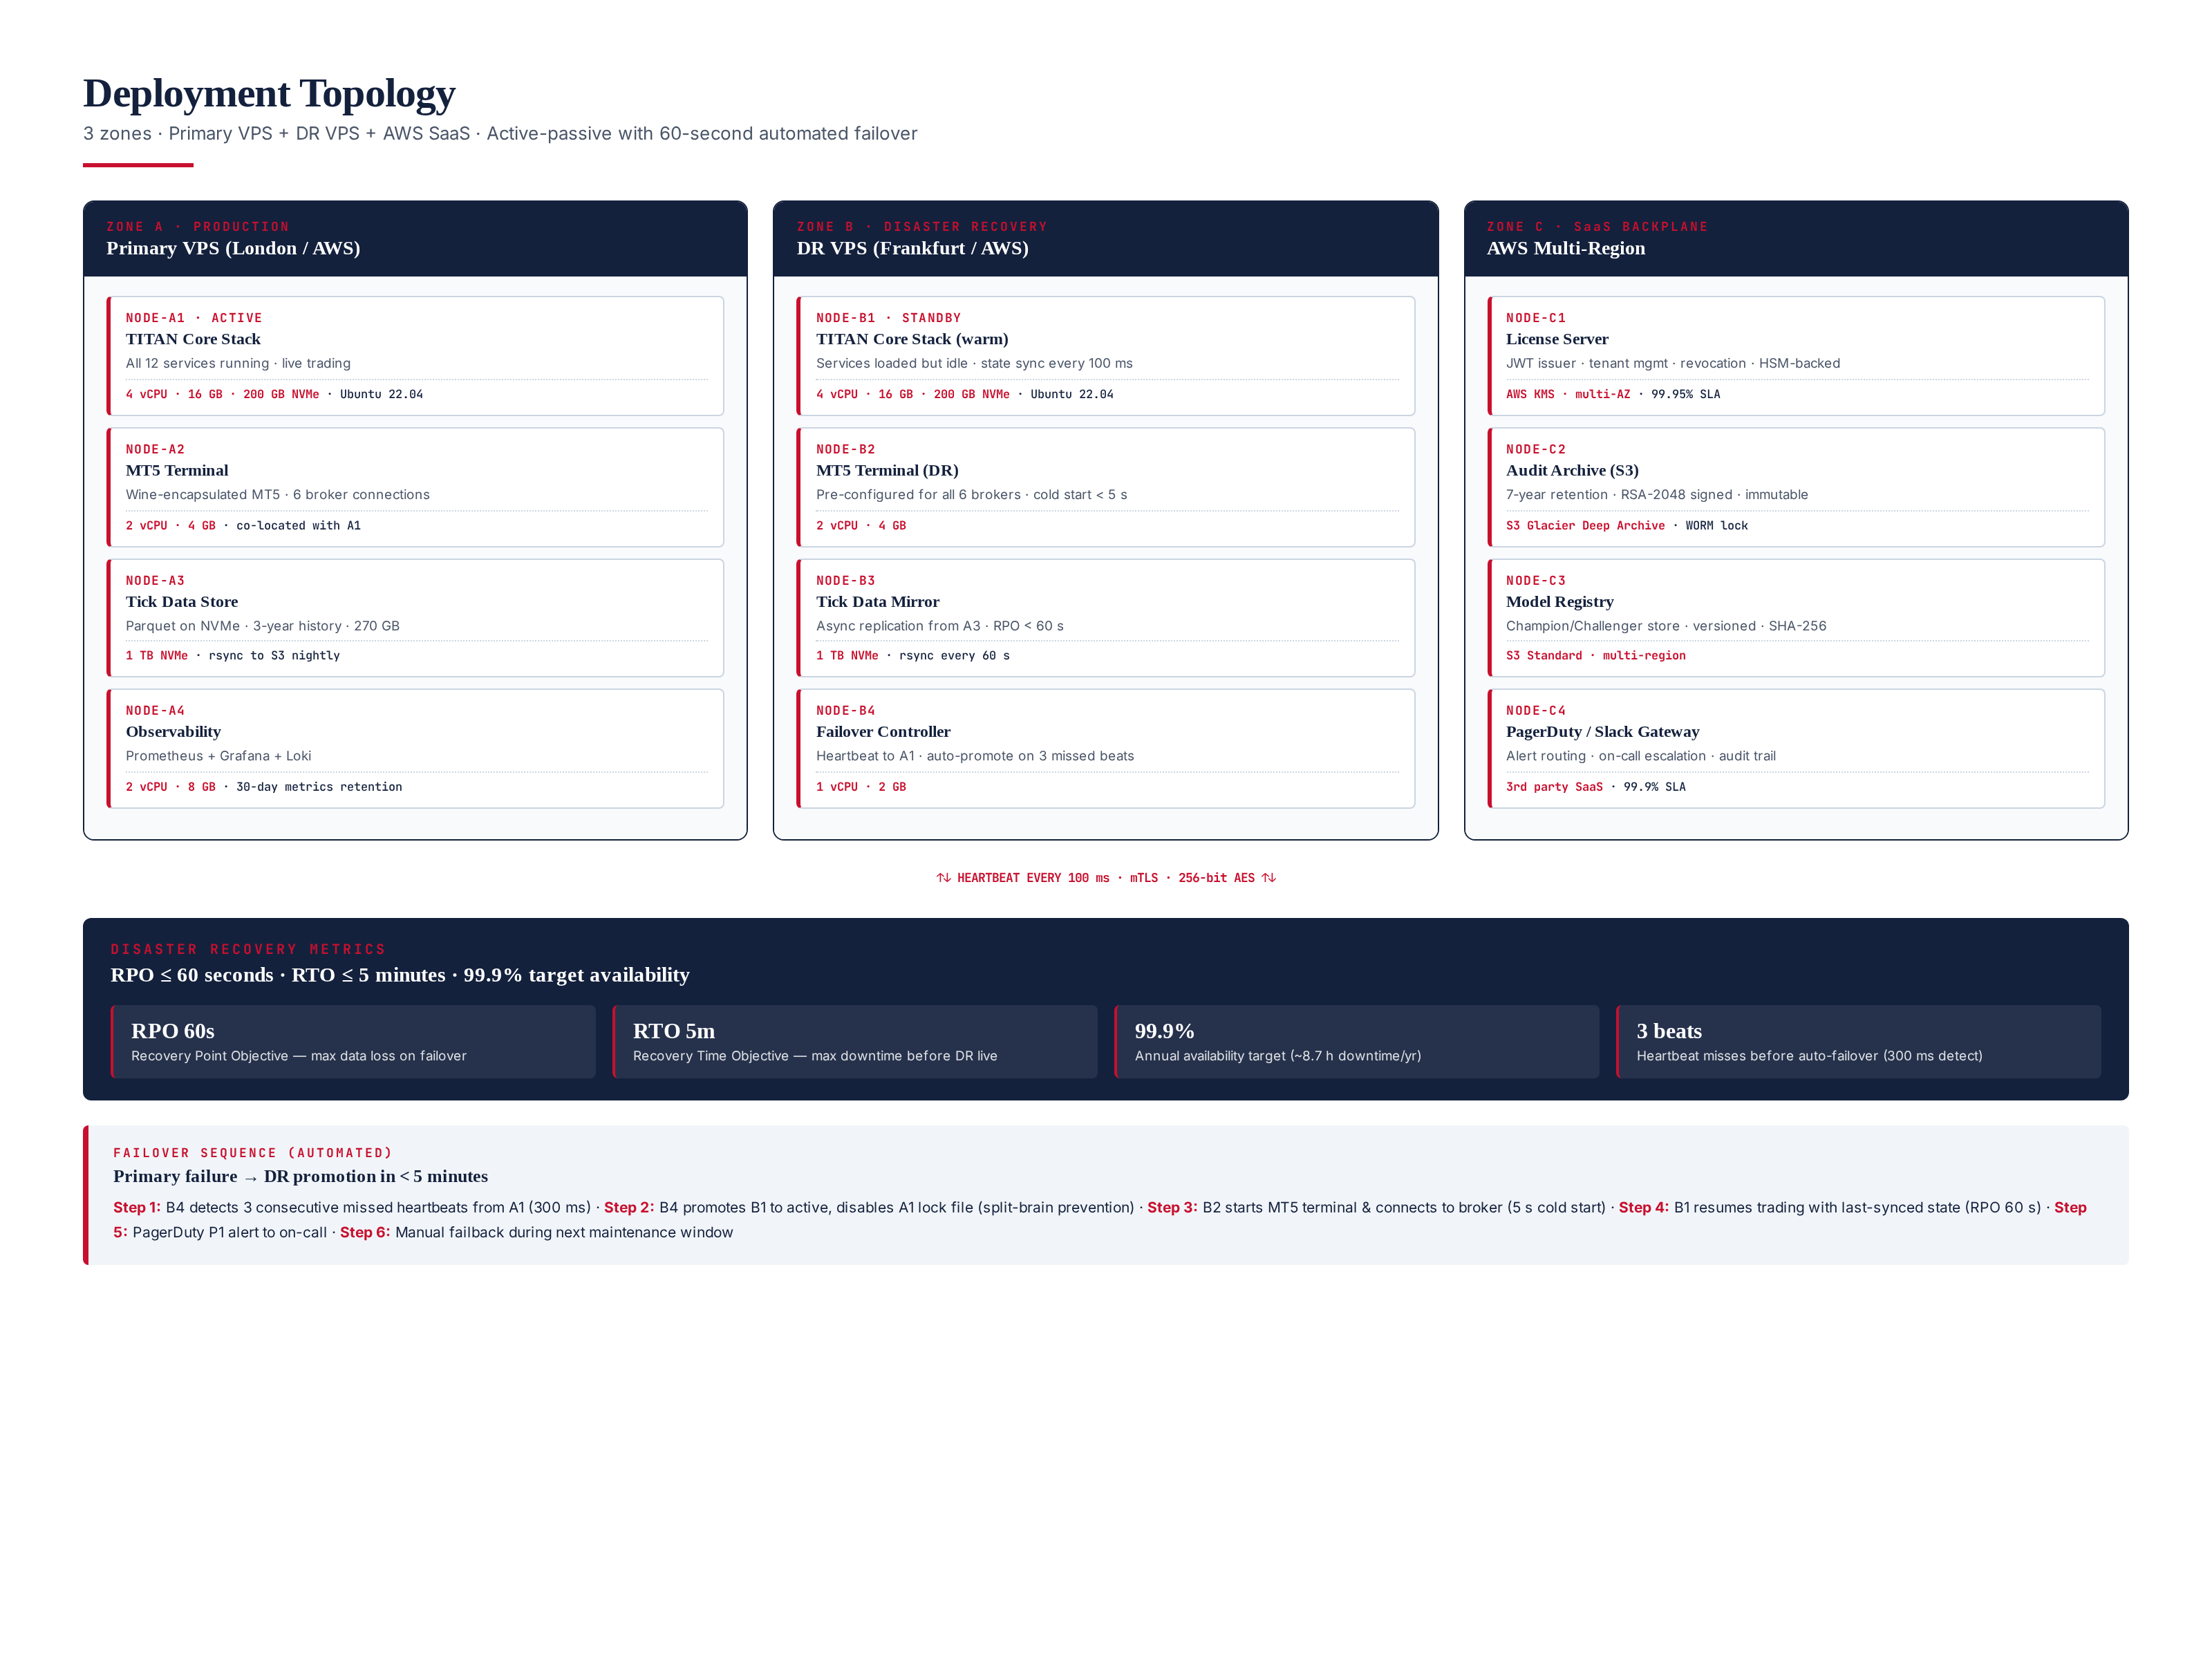 Deployment Topology
3 zones · Primary VPS + DR VPS + AWS SaaS · Active-passive with 60-second automated failover
ZONE A · PRODUCTION
Primary VPS (London / AWS)
NODE-A1 · ACTIVE
TITAN Core Stack
All 12 services running · live trading
4 vCPU · 16 GB · 200 GB NVMe · Ubuntu 22.04
NODE-A2
MT5 Terminal
Wine-encapsulated MT5 · 6 broker connections
2 vCPU · 4 GB · co-located with A1
NODE-A3
Tick Data Store
Parquet on NVMe · 3-year history · 270 GB
1 TB NVMe · rsync to S3 nightly
NODE-A4
Observability
Prometheus + Grafana + Loki
2 vCPU · 8 GB · 30-day metrics retention
ZONE B · DISASTER RECOVERY
DR VPS (Frankfurt / AWS)
NODE-B1 · STANDBY
TITAN Core Stack (warm)
Services loaded but idle · state sync every 100 ms
4 vCPU · 16 GB · 200 GB NVMe · Ubuntu 22.04
NODE-B2
MT5 Terminal (DR)
Pre-configured for all 6 brokers · cold start < 5 s
2 vCPU · 4 GB
NODE-B3
Tick Data Mirror
Async replication from A3 · RPO < 60 s
1 TB NVMe · rsync every 60 s
NODE-B4
Failover Controller
Heartbeat to A1 · auto-promote on 3 missed beats
1 vCPU · 2 GB
ZONE C · SaaS BACKPLANE
AWS Multi-Region
NODE-C1
License Server
JWT issuer · tenant mgmt · revocation · HSM-backed
AWS KMS · multi-AZ · 99.95% SLA
NODE-C2
Audit Archive (S3)
7-year retention · RSA-2048 signed · immutable
S3 Glacier Deep Archive · WORM lock
NODE-C3
Model Registry
Champion/Challenger store · versioned · SHA-256
S3 Standard · multi-region
NODE-C4
PagerDuty / Slack Gateway
Alert routing · on-call escalation · audit trail
3rd party SaaS · 99.9% SLA
↑↓ HEARTBEAT EVERY 100 ms · mTLS · 256-bit AES ↑↓
DISASTER RECOVERY METRICS
RPO ≤ 60 seconds · RTO ≤ 5 minutes · 99.9% target availability
RPO 60s
Recovery Point Objective — max data loss on failover
RTO 5m
Recovery Time Objective — max downtime before DR live
99.9%
Annual availability target (~8.7 h downtime/yr)
3 beats
Heartbeat misses before auto-failover (300 ms detect)
FAILOVER SEQUENCE (AUTOMATED)
Primary failure → DR promotion in < 5 minutes
Step 1: B4 detects 3 consecutive missed heartbeats from A1 (300 ms) · Step 2: B4 promotes B1 to active, disables A1 lock file (split-brain prevention) · Step 3: B2 starts MT5 terminal & connects to broker (5 s cold start) · Step 4: B1 resumes trading with last-synced state (RPO 60 s) · Step
5: PagerDuty P1 alert to on-call · Step 6: Manual failback during next maintenance window